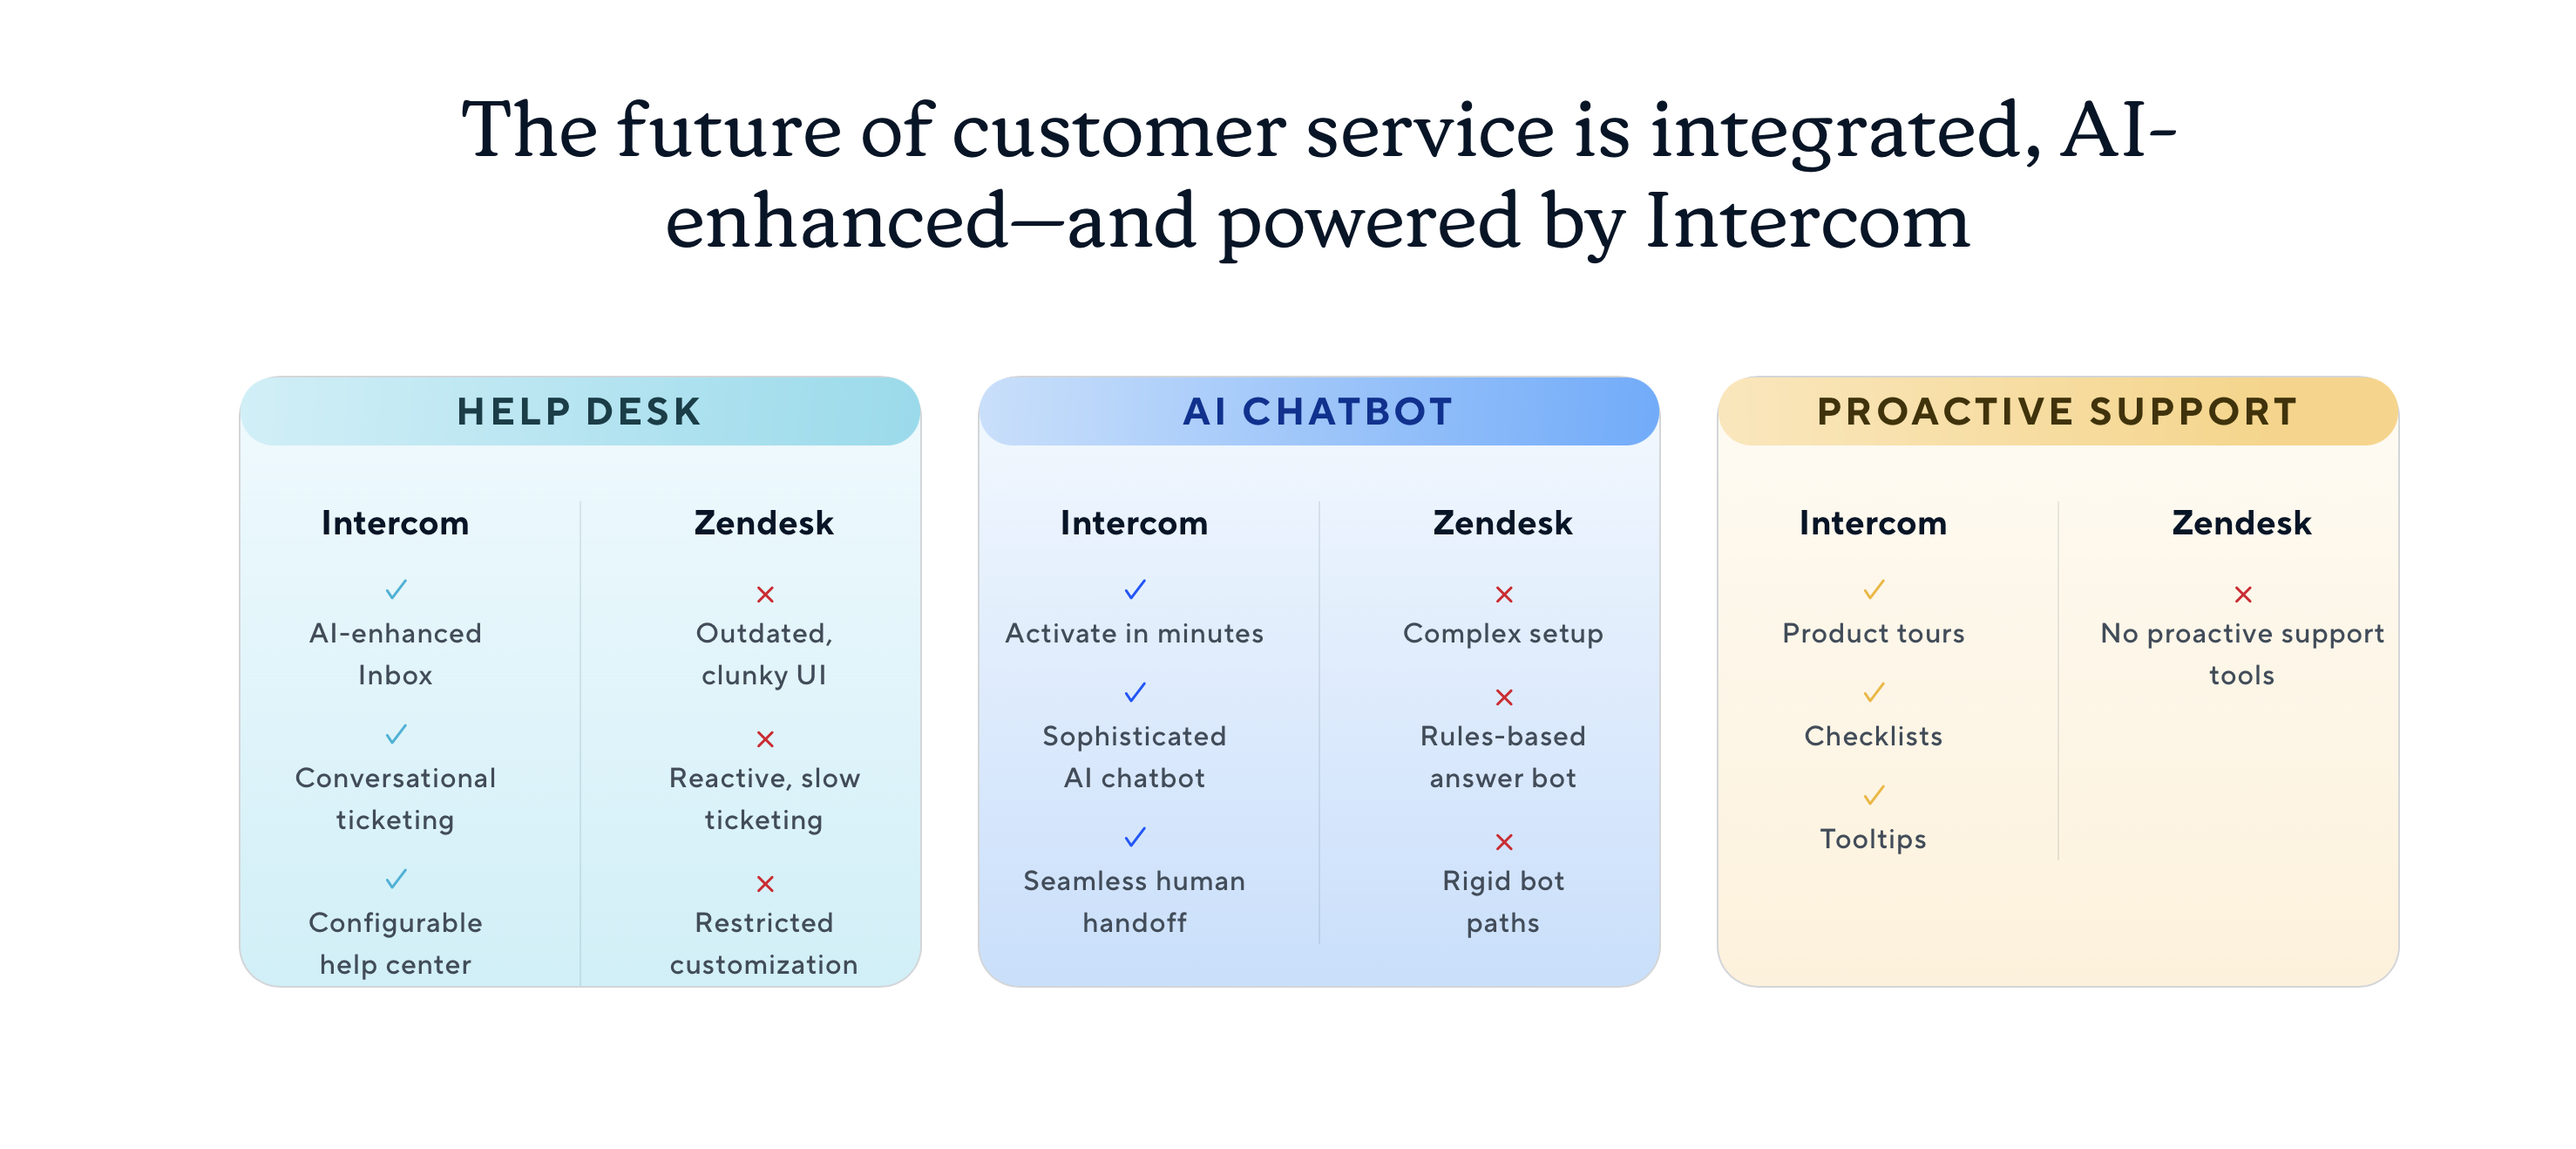 The future of customer service is integrated, AI-
enhanced—and powered by Intercom
HELP DESK
Intercom
✓
AI-enhanced
Inbox
✓
Conversational
ticketing
✓
Configurable
help center
Zendesk
×
Outdated,
clunky UI
×
Reactive, slow
ticketing
×
Restricted
customization
AI CHATBOT
Intercom
✓
Activate in minutes
✓
Sophisticated
AI chatbot
✓
Seamless human
handoff
Zendesk
×
Complex setup
×
Rules-based
answer bot
×
Rigid bot
paths
PROACTIVE SUPPORT
Intercom
✓
Product tours
✓
Checklists
✓
Tooltips
Zendesk
×
No proactive support
tools